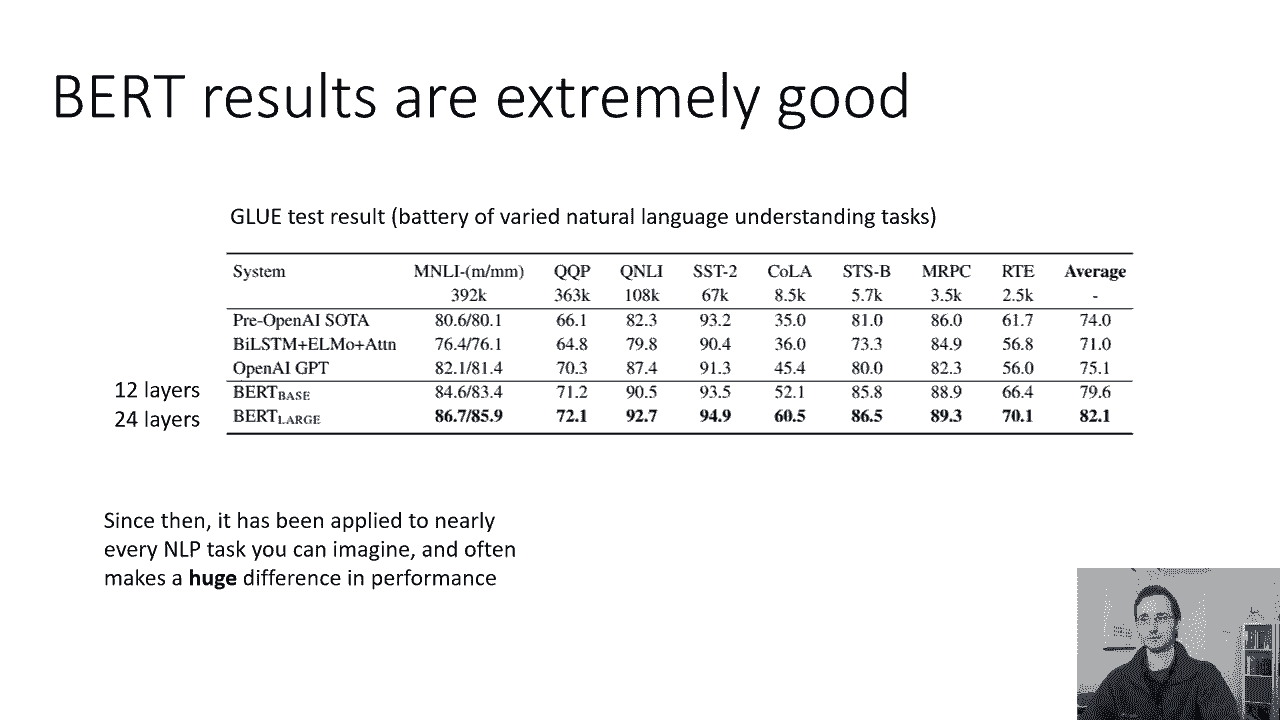 BERT results are extremely good
GLUE test result (battery of varied natural language understanding tasks)
System MNLI-(m/mm) QQP QNLI SST-2 CoLA STS-B MRPC RTE Average
392k 363k 108k 67k 8.5k 5.7k 3.5k 2.5k -
Pre-OpenAI SOTA 80.6/80.1 66.1 82.3 93.2 35.0 81.0 86.0 61.7 74.0
BiLSTM+ELMo+Attn 76.4/76.1 64.8 79.8 90.4 36.0 73.3 84.9 56.8 71.0
OpenAI GPT 82.1/81.4 70.3 87.4 91.3 45.4 80.0 82.3 56.0 75.1
12 layers BERTBASE 84.6/83.4 71.2 90.5 93.5 52.1 85.8 88.9 66.4 79.6
24 layers BERTLARGE 86.7/85.9 72.1 92.7 94.9 60.5 86.5 89.3 70.1 82.1
Since then, it has been applied to nearly
every NLP task you can imagine, and often
makes a huge difference in performance